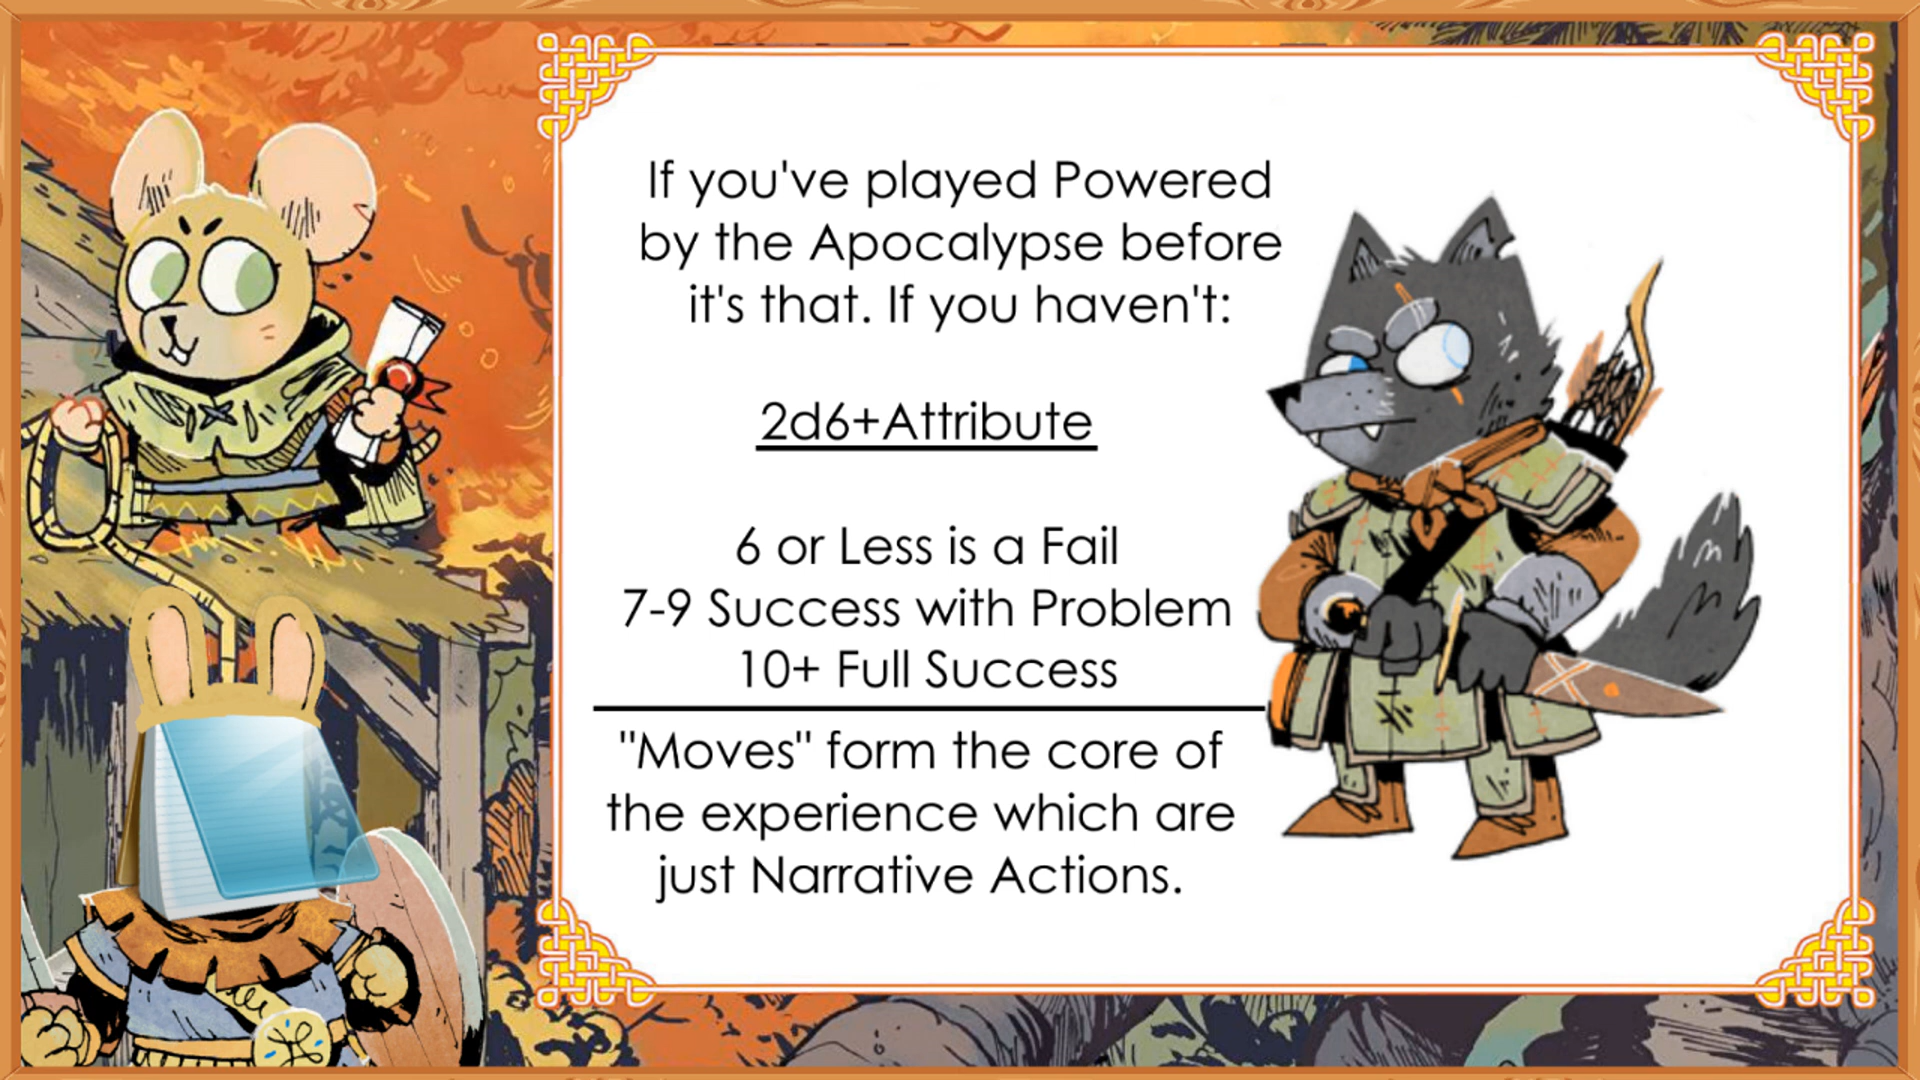 If you've played Powered
by the Apocalypse before
it's that. If you haven't:
2d6+Attribute
6 or Less is a Fail
7-9 Success with Problem
10+ Full Success
"Moves" form the core of
the experience which are
just Narrative Actions.